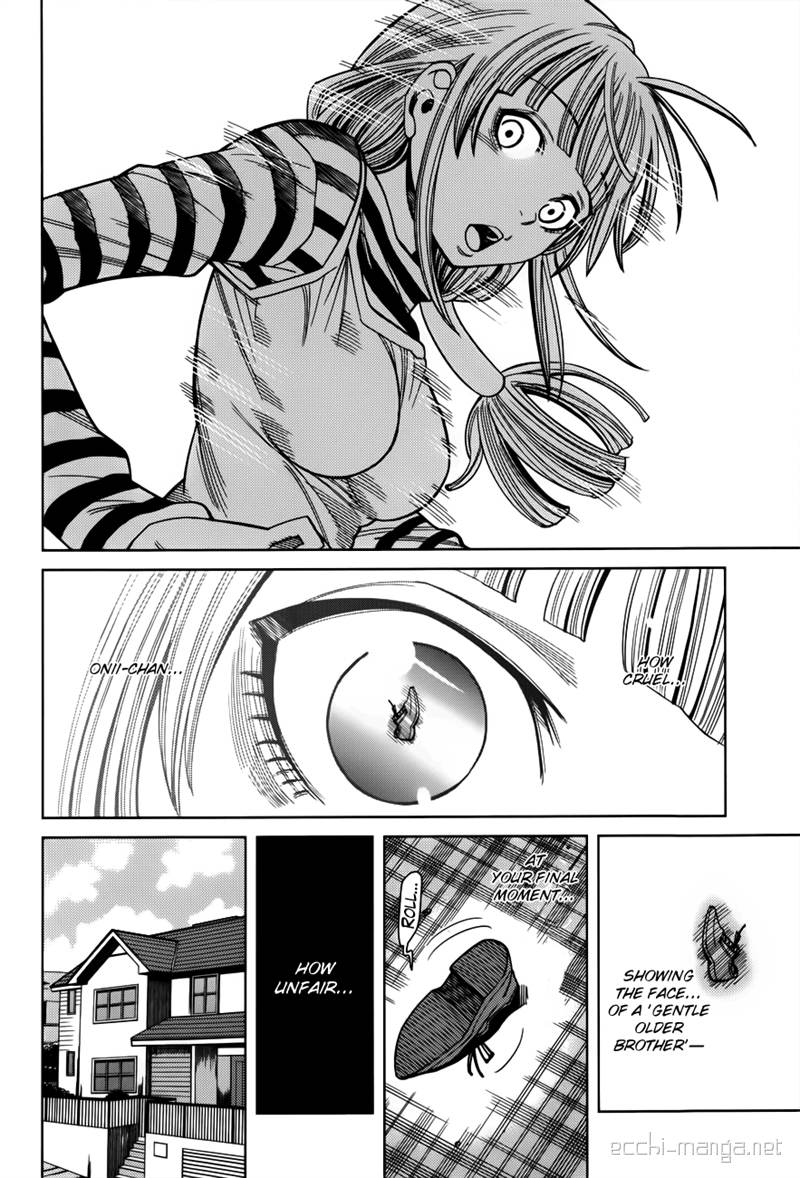 HOW
CRUEL...
ONII-CHAN...
SHOWING
THE FACE...
OF A 'GENTLE
OLDER
BROTHER'—
AT
YOUR FINAL
MOMENT...
ROLL...
HOW
UNFAIR...
ecchi-manga.net